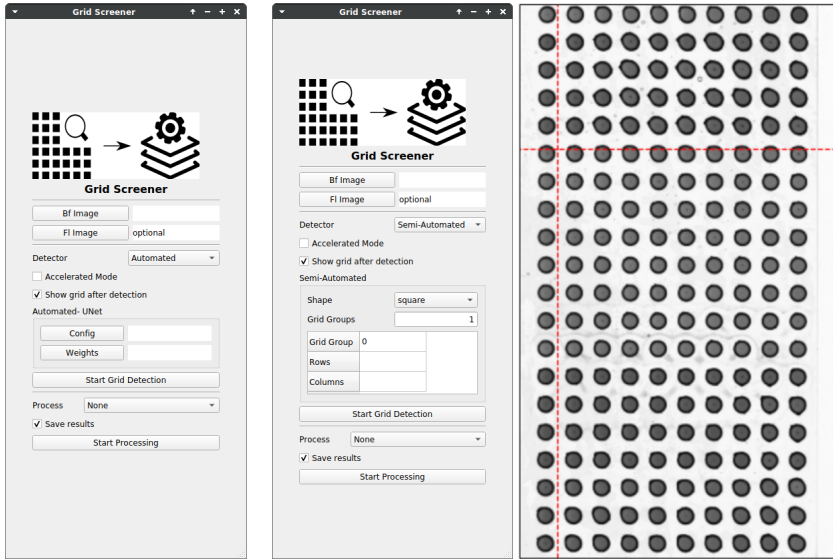 Grid Screener
Grid Screener
Bf Image
Fl Image optional
Detector Automated
Accelerated Mode
Show grid after detection
Automated- UNet
Config
Weights
Start Grid Detection
Process None
Save results
Start Processing
Grid Screener
Grid Screener
Bf Image
Fl Image optional
Detector Semi-Automated
Accelerated Mode
Show grid after detection
Semi-Automated
Shape square
Grid Groups 1
Grid Group 0
Rows
Columns
Start Grid Detection
Process None
Save results
Start Processing